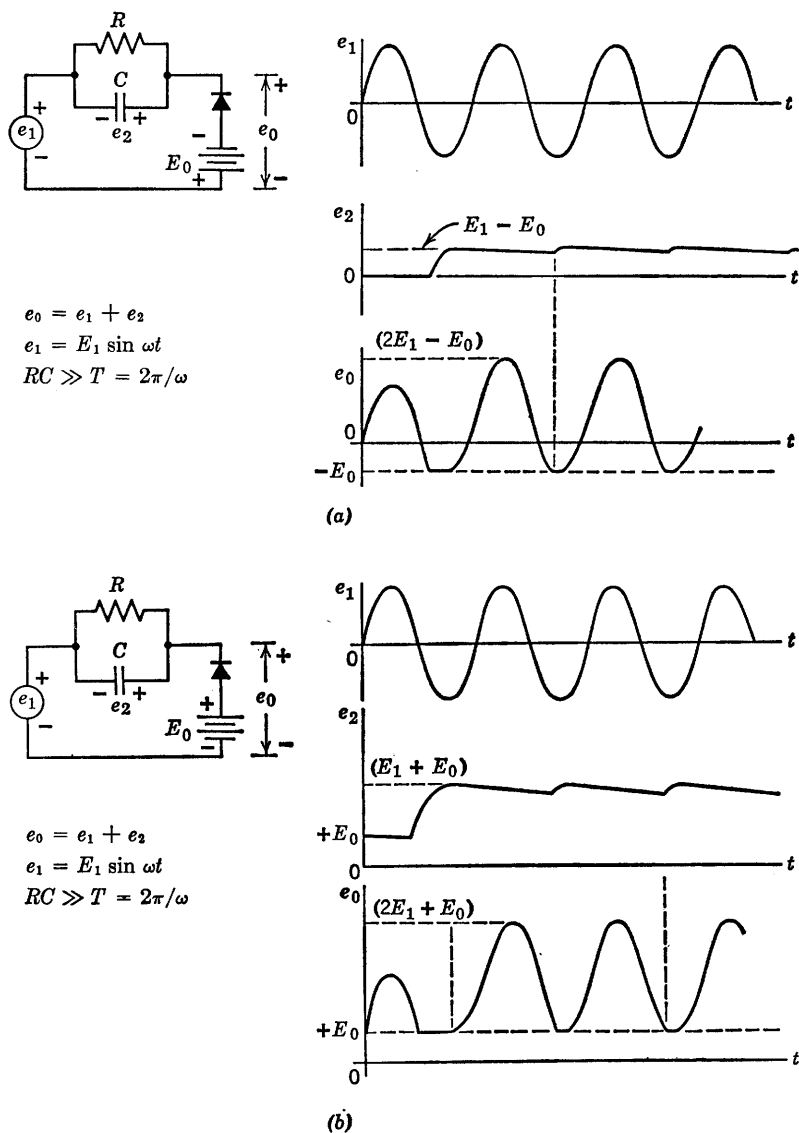 R
C
− e₂ +
+
e₁
−
−
E₀
+
+
e₀
−
e₀ = e₁ + e₂
e₁ = E₁ sin ωt
RC ≫ T = 2π/ω
e₁
0
t
e₂
E₁ − E₀
0
t
(2E₁ − E₀)
e₀
0
t
−E₀
(a)
R
C
− e₂ +
+
e₁
−
+
E₀
−
+
e₀
−
e₀ = e₁ + e₂
e₁ = E₁ sin ωt
RC ≫ T = 2π/ω
e₁
0
t
e₂
(E₁ + E₀)
+E₀
0
t
e₀
(2E₁ + E₀)
+E₀
0
t
(b)